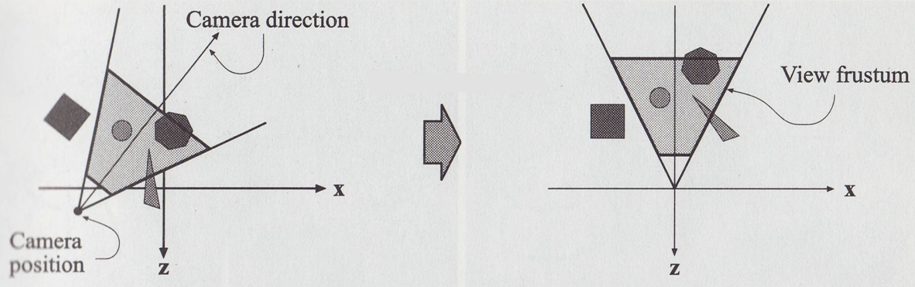 Camera direction
x
Camera
position
z
View frustum
x
z